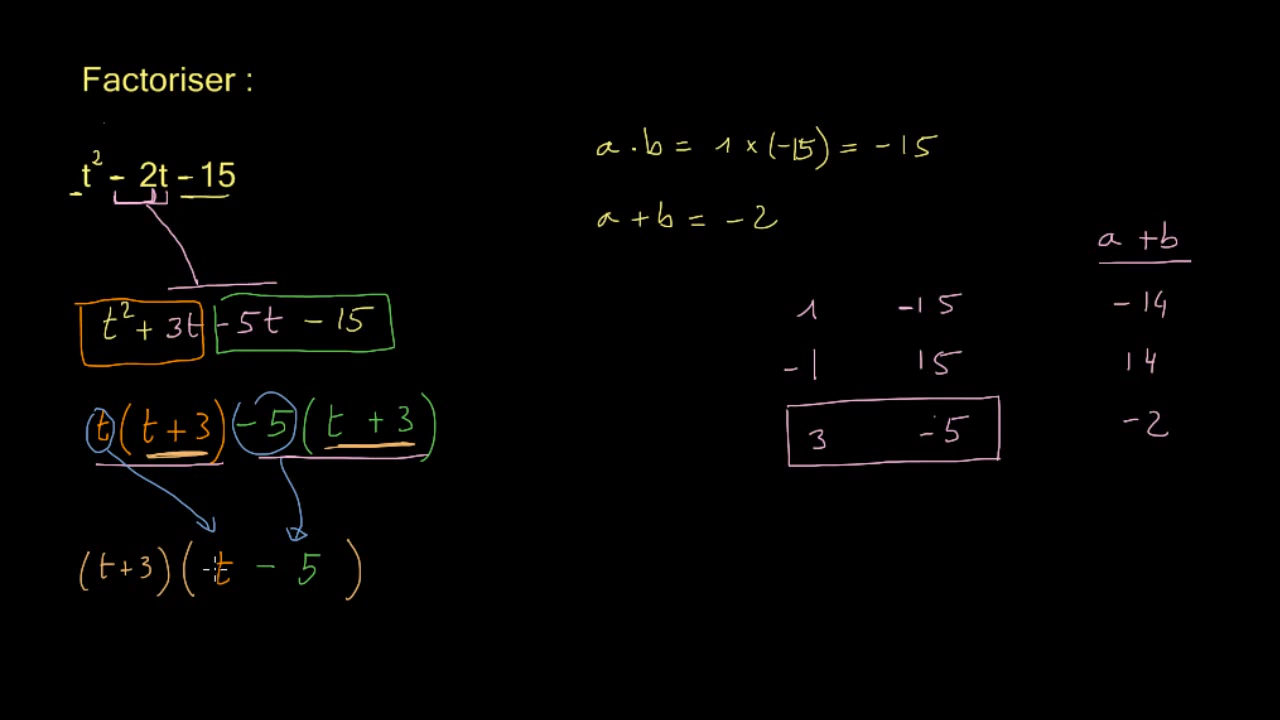 Factoriser :
t² - 2t - 15
t² + 3t - 5t - 15
t(t+3) - 5(t + 3)
(t+3)(t - 5)
a · b = 1 × (-15) = -15
a + b = -2
a + b
1 -15 -14
-1 15 14
3 -5 -2